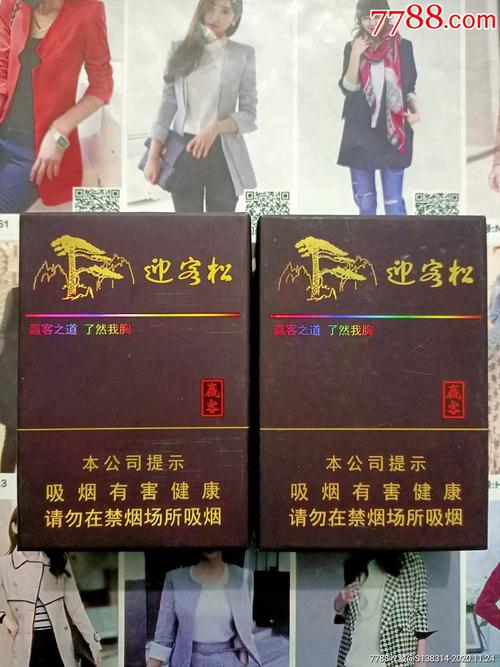 7788.com
51
迎客松
赢客之道 了然我胸
赢客
本公司提示
吸烟有害健康
请勿在禁烟场所吸烟
迎客松
赢客之道 了然我胸
赢客
本公司提示
吸烟有害健康
请勿在禁烟场所吸烟